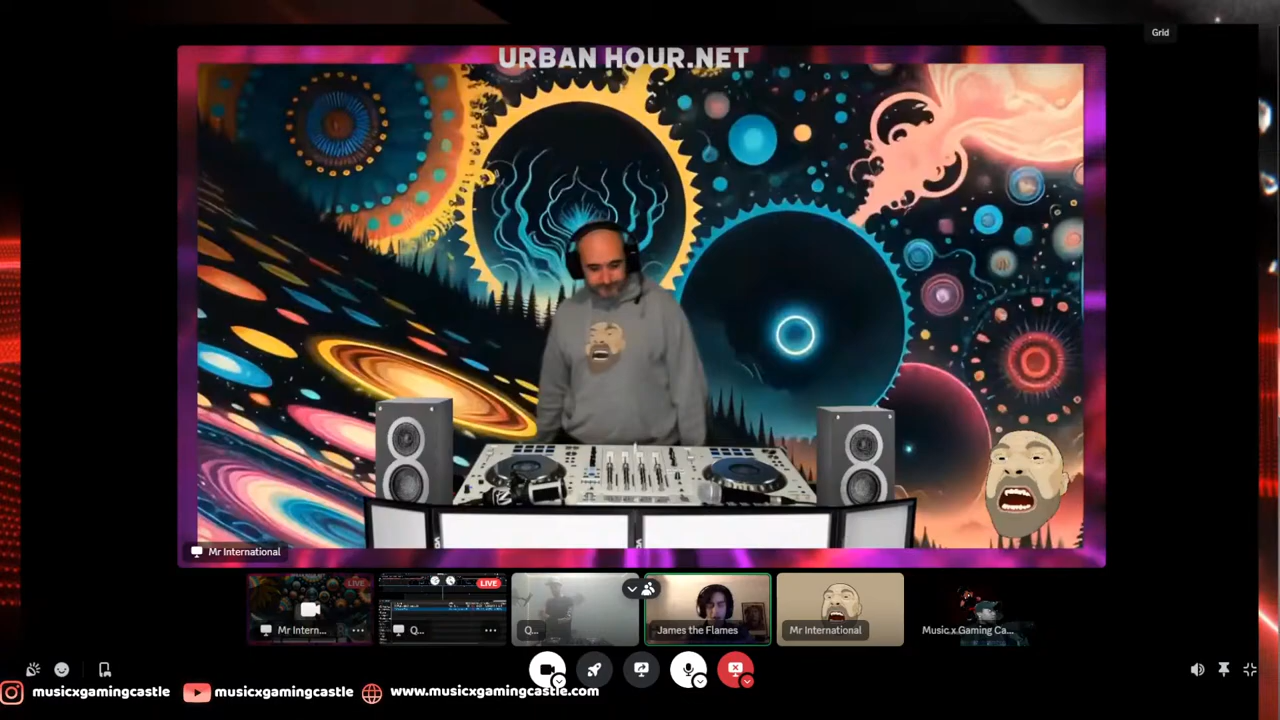 Grid
URBAN HOUR.NET
Mr International
LIVE
Mr Intern...
LIVE
Q...
Q...
James the Flames
Mr International
Music x Gaming Ca...
musicxgamingcastle
musicxgamingcastle
www.musicxgamingcastle.com